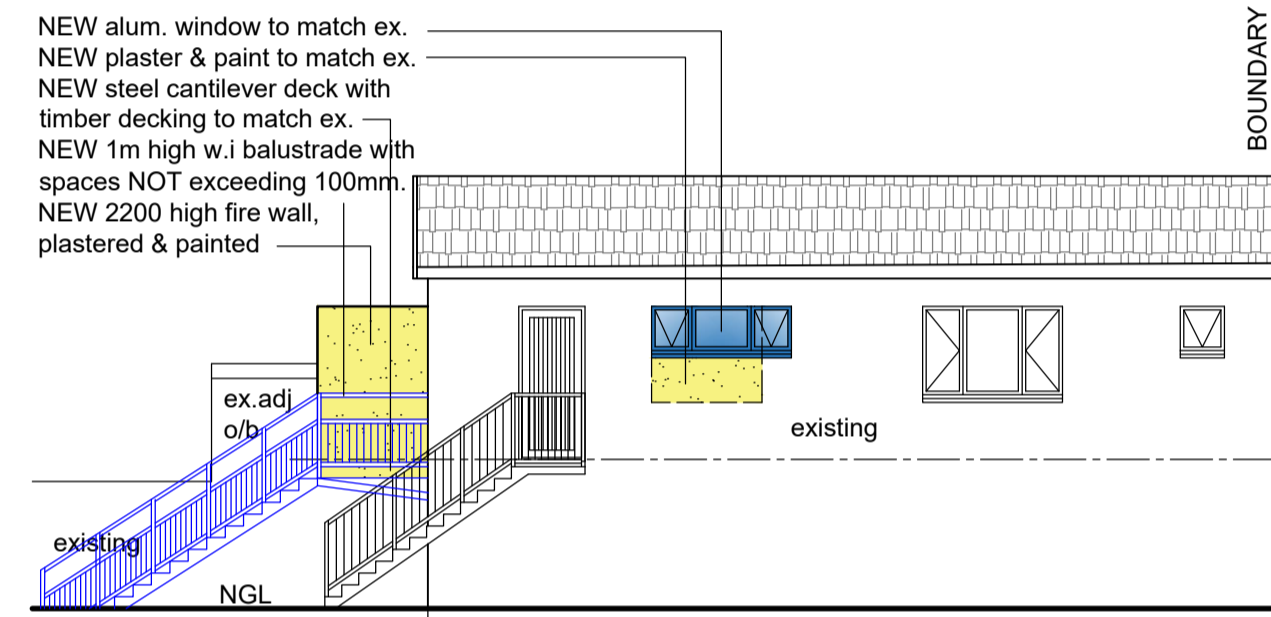 NEW alum. window to match ex.
NEW plaster & paint to match ex.
NEW steel cantilever deck with
timber decking to match ex.
NEW 1m high w.i balustrade with
spaces NOT exceeding 100mm.
NEW 2200 high fire wall,
plastered & painted
BOUNDARY
ex.adj
o/b
existing
existing
NGL